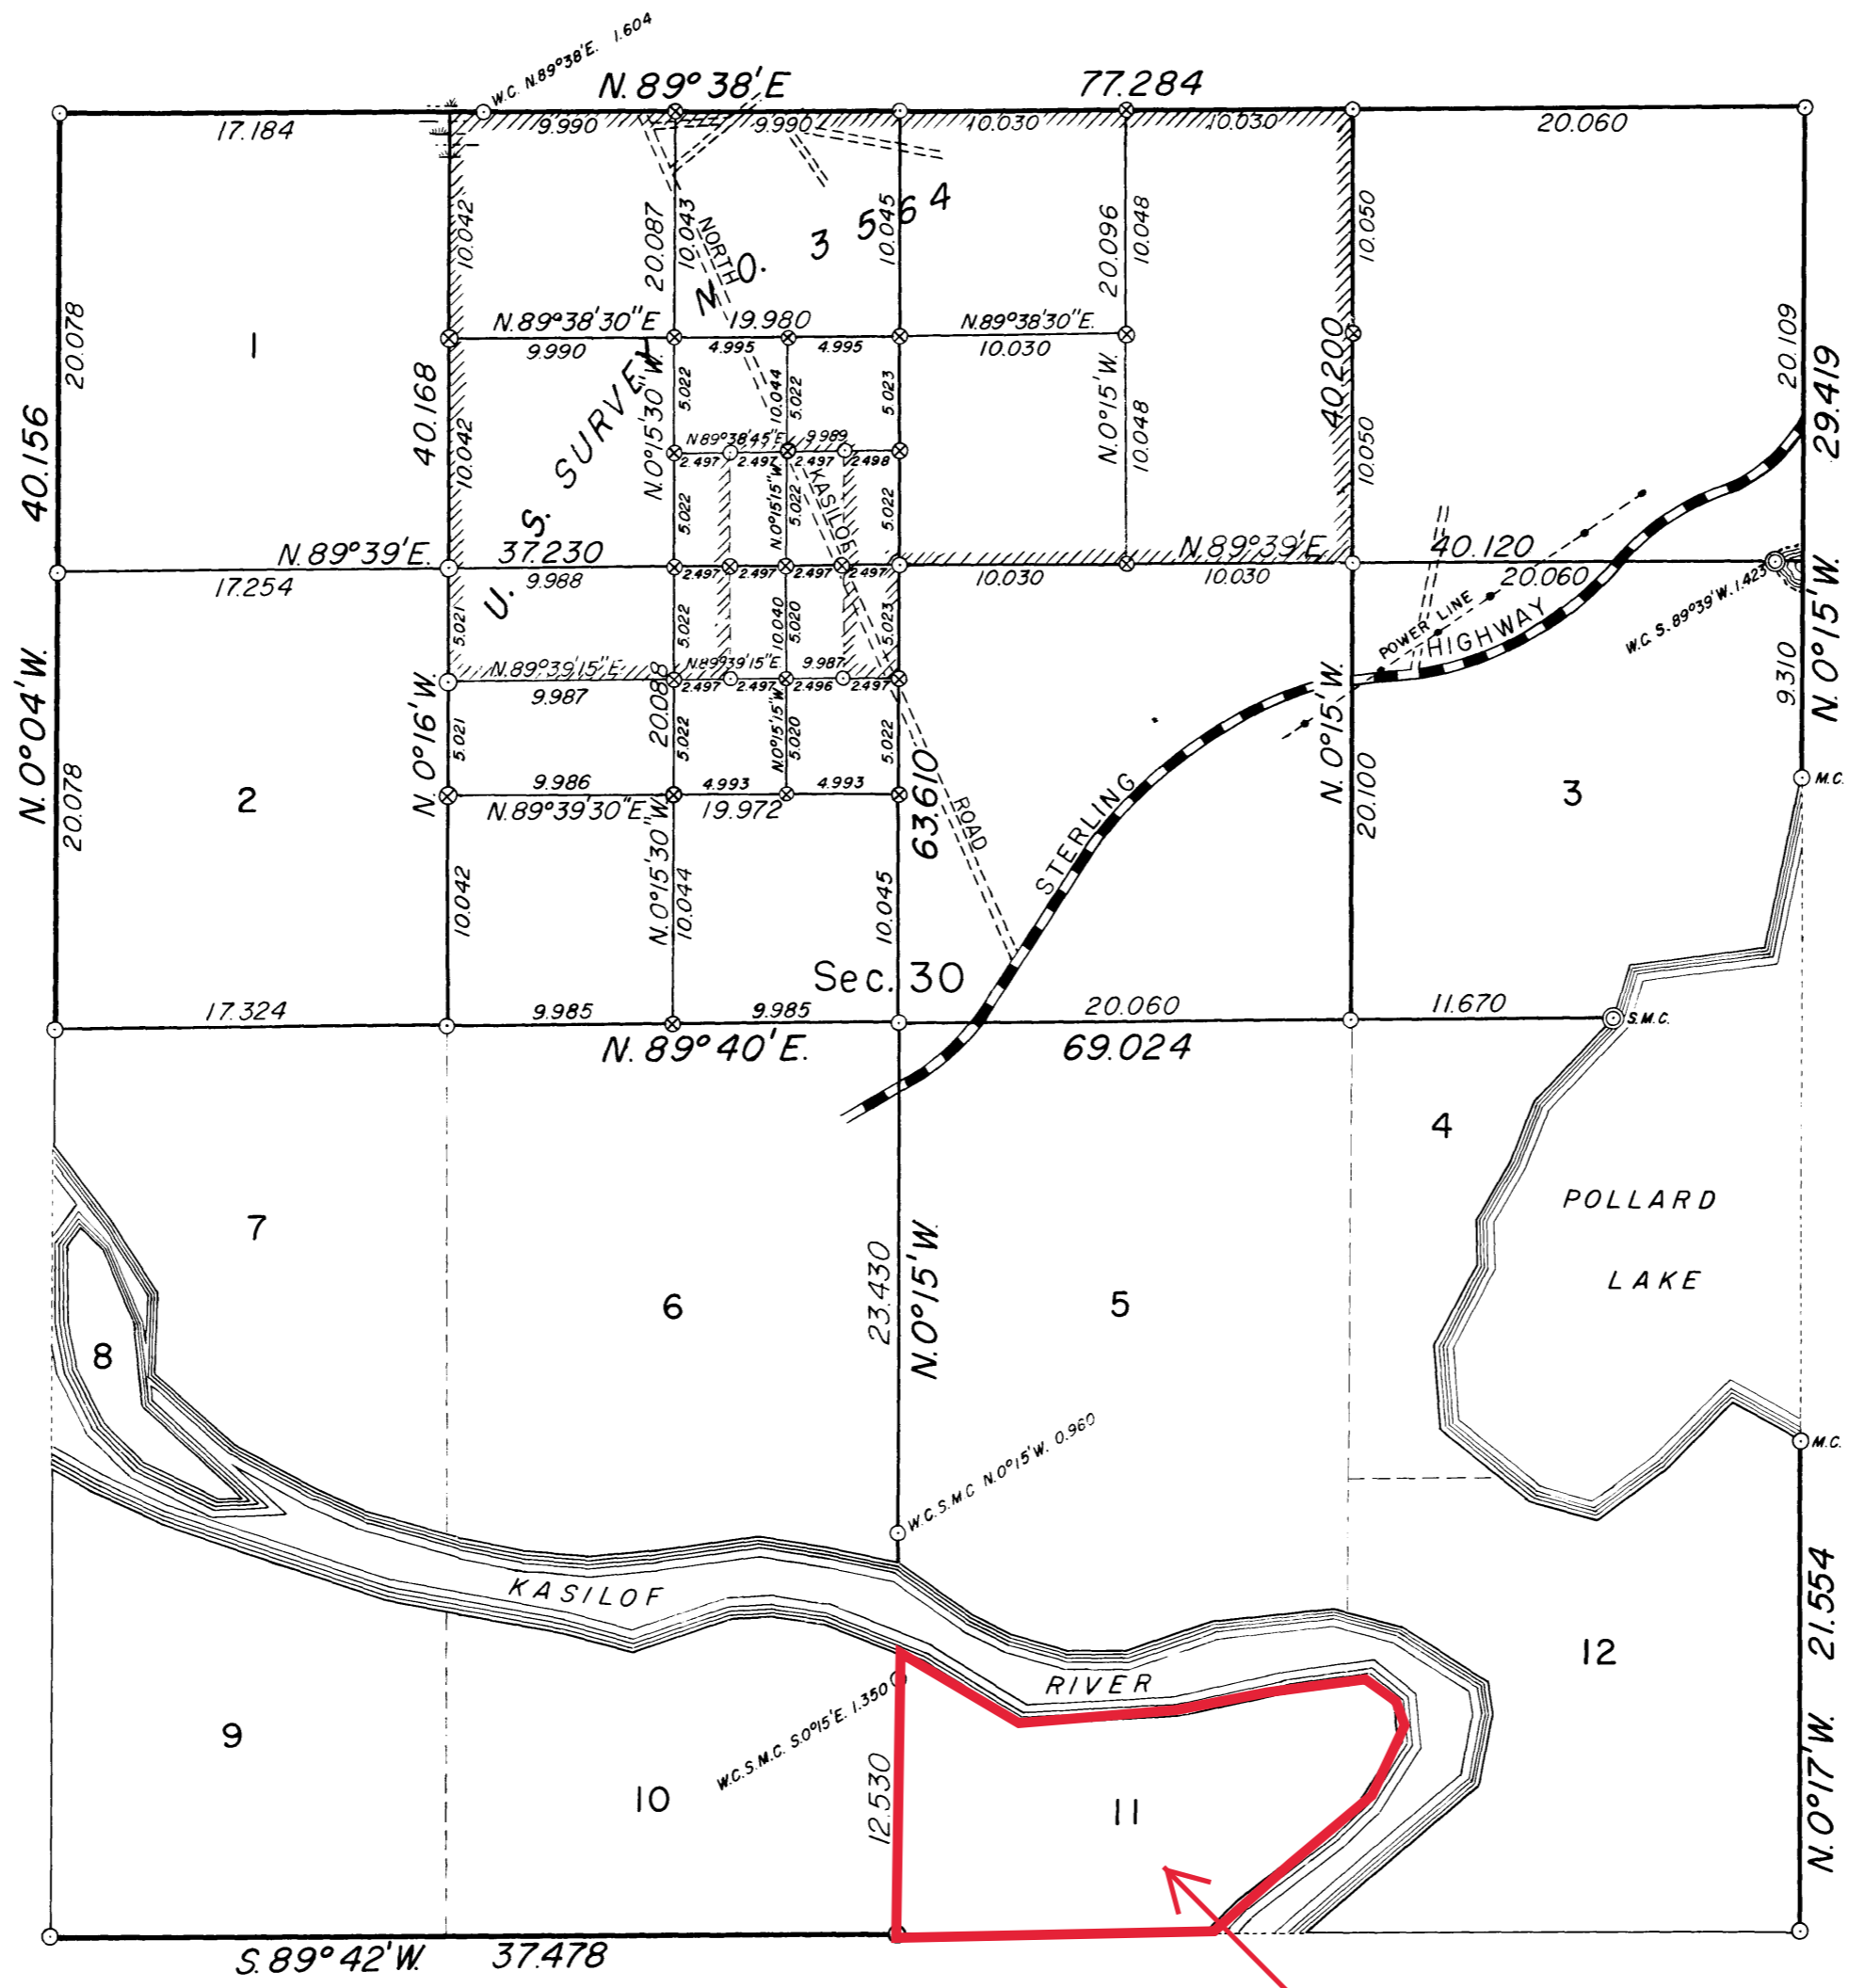 W.C. N.89°38'E. 1.604
N.89°38'E 77.284
17.184 9.990 9.990 10.030 10.030 20.060
10.042 20.087 10.043 NORTH 10.045 20.096 10.048 10.050
U. S. SURVEY NO. 3564
1
20.078
40.156
N.89°38'30"E 19.980 N.89°38'30"E.
9.990 4.995 4.995 10.030
40.168 40.200 20.109 29.419
10.042 N.0°15'30"W. 5.022 10.044 5.022 5.023 N.0°15'W. 10.048 10.050
N89°38'45"E 9.989
2.497 2.497 2.497 2.498
5.022 N.0°15'15"W. 5.022 KASILOF 5.022
N.89°39'E. 37.230 N.89°39'E 40.120
17.254 9.988 2.497 2.497 2.497 2.497 10.030 10.030 20.060
W.C. S.89°39'W. 1.423
POWER LINE
HIGHWAY
5.021 5.022 10.040 5.020 5.023
N.89°39'15"E. N.89°39'15"E. 9.987
9.987 2.497 2.497 2.496 2.497
N.0°04'W. N.0°16'W. 20.088 N.0°15'W. 9.310 N.0°15'W.
5.021 5.022 N.0°15'15"W. 5.020 5.022
M.C.
20.078 2 63.610 ROAD STERLING 20.100 3
9.986 4.993 4.993
N.89°39'30"E. 19.972
10.042 N.0°15'30"W. 10.044 10.045
Sec. 30
17.324 9.985 9.985 20.060 11.670
S.M.C.
N.89°40'E. 69.024
4
POLLARD
LAKE
7
6
5
8
23.430 N.0°15'W.
W.C.S.M.C N.0°15'W. 0.960
M.C.
KASILOF
RIVER
12
21.554
W.C.S.M.C. S.0°15'E. 1.350
9
10
12.530
11
N.0°17'W.
S.89°42'W. 37.478